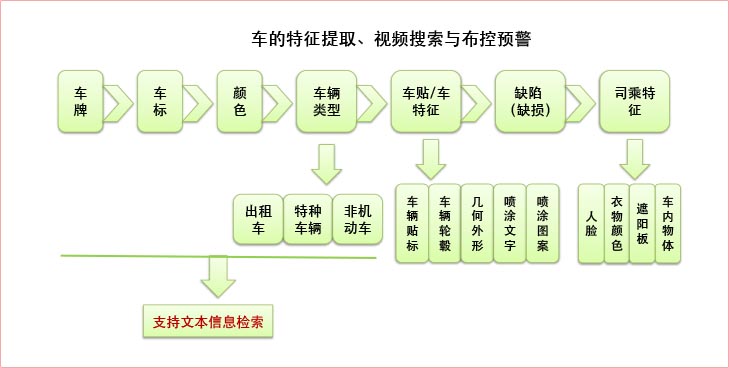 车的特征提取、视频搜索与布控预警
车
牌
车
标
颜
色
车辆
类型
车贴/车
特征
缺陷
（缺损）
司乘特
征
出租
车
特种
车辆
非机
动车
车辆贴标
车辆轮毂
几何外形
喷涂文字
喷涂图案
人脸
衣物颜色
遮阳板
车内物体
支持文本信息检索